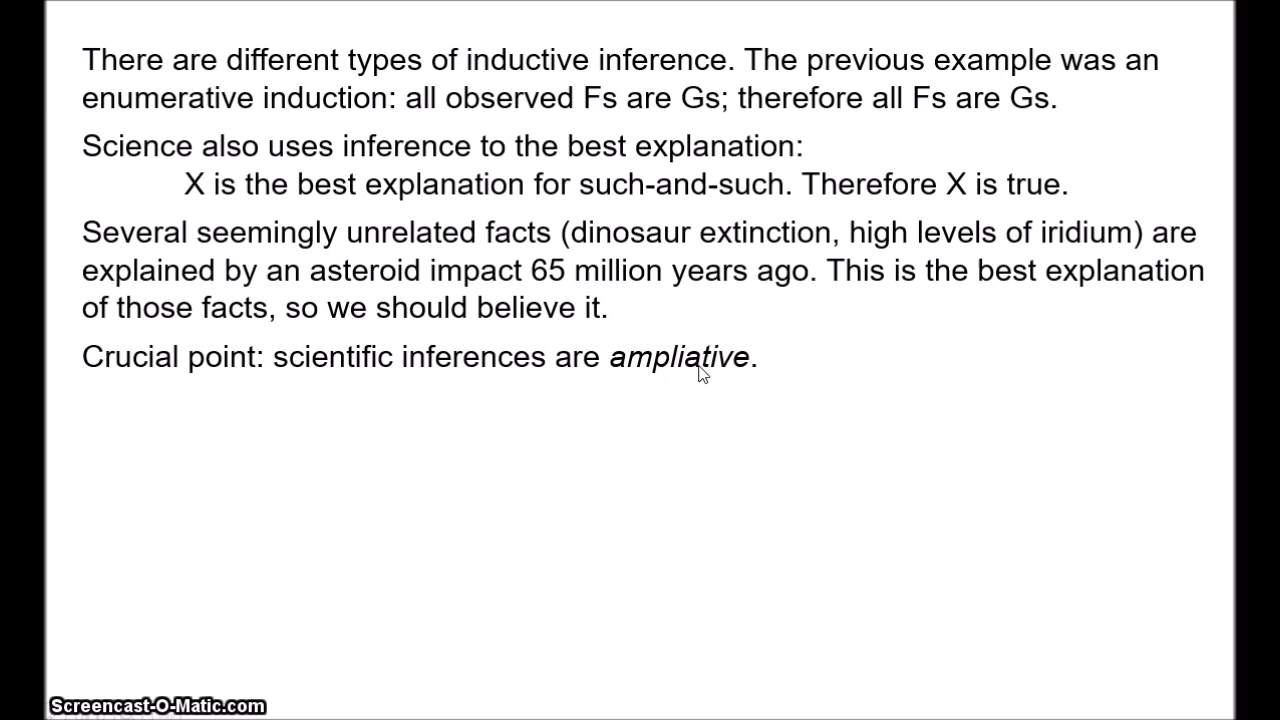 There are different types of inductive inference. The previous example was an
enumerative induction: all observed Fs are Gs; therefore all Fs are Gs.
Science also uses inference to the best explanation:
X is the best explanation for such-and-such. Therefore X is true.
Several seemingly unrelated facts (dinosaur extinction, high levels of iridium) are
explained by an asteroid impact 65 million years ago. This is the best explanation
of those facts, so we should believe it.
Crucial point: scientific inferences are ampliative.
Screencast-O-Matic.com